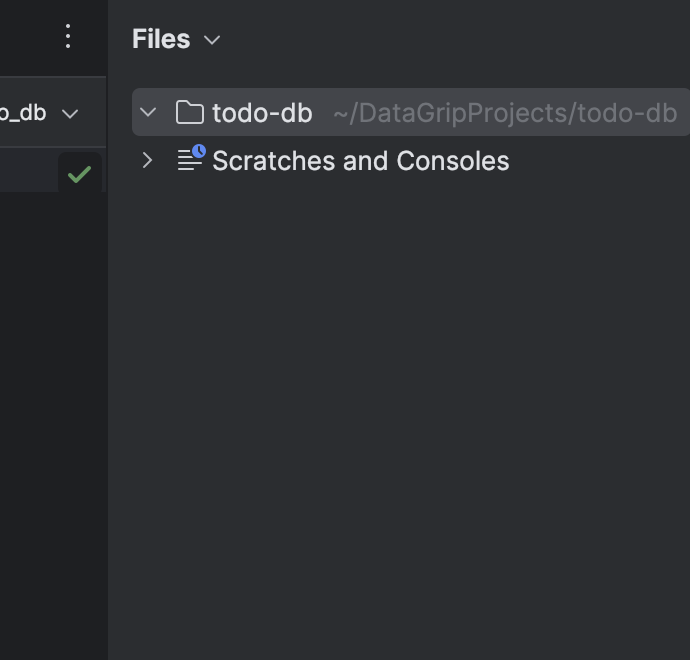 Files
o_db
todo-db ~/DataGripProjects/todo-db
Scratches and Consoles